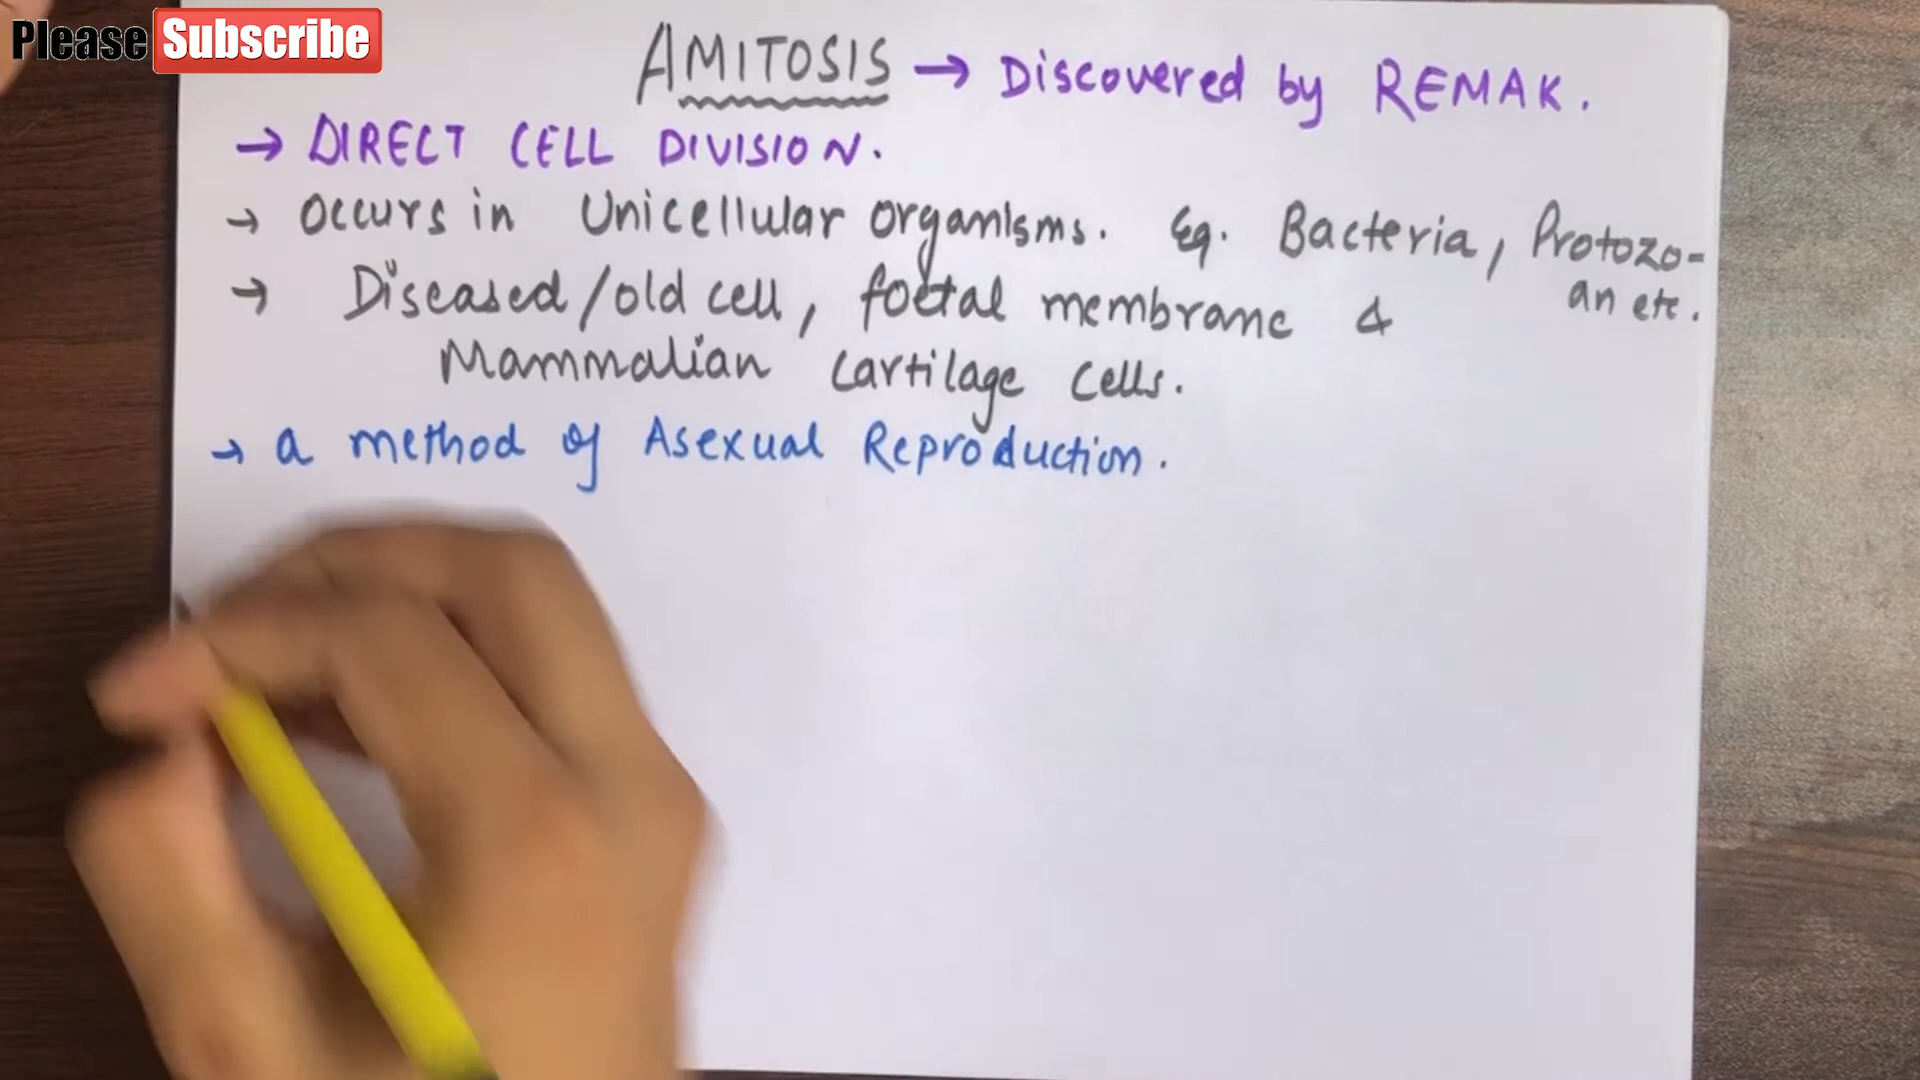 Please Subscribe
AMITOSIS → Discovered by REMAK.
→ DIRECT CELL DIVISION.
→ Occurs in Unicellular organisms. Eg. Bacteria, Protozo-
an etc.
→ Diseased/old cell, foetal membrane &
Mammalian cartilage cells.
→ a method of Asexual Reproduction.